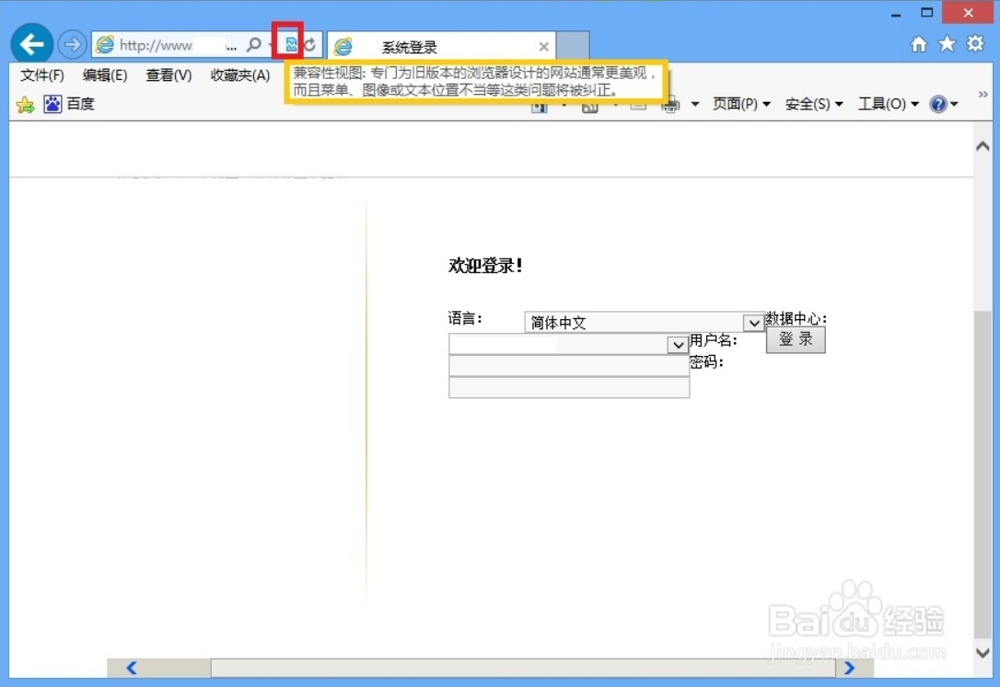 http://www
...
系统登录
文件(F) 编辑(E) 查看(V) 收藏夹(A)
兼容性视图: 专门为旧版本的浏览器设计的网站通常更美观，
而且菜单、图像或文本位置不当等这类问题将被纠正。
百度
页面(P) 安全(S) 工具(O)
欢迎登录！
语言： 简体中文 数据中心：
用户名： 登 录
密码：
Baidu 经验
jingyan.baidu.com